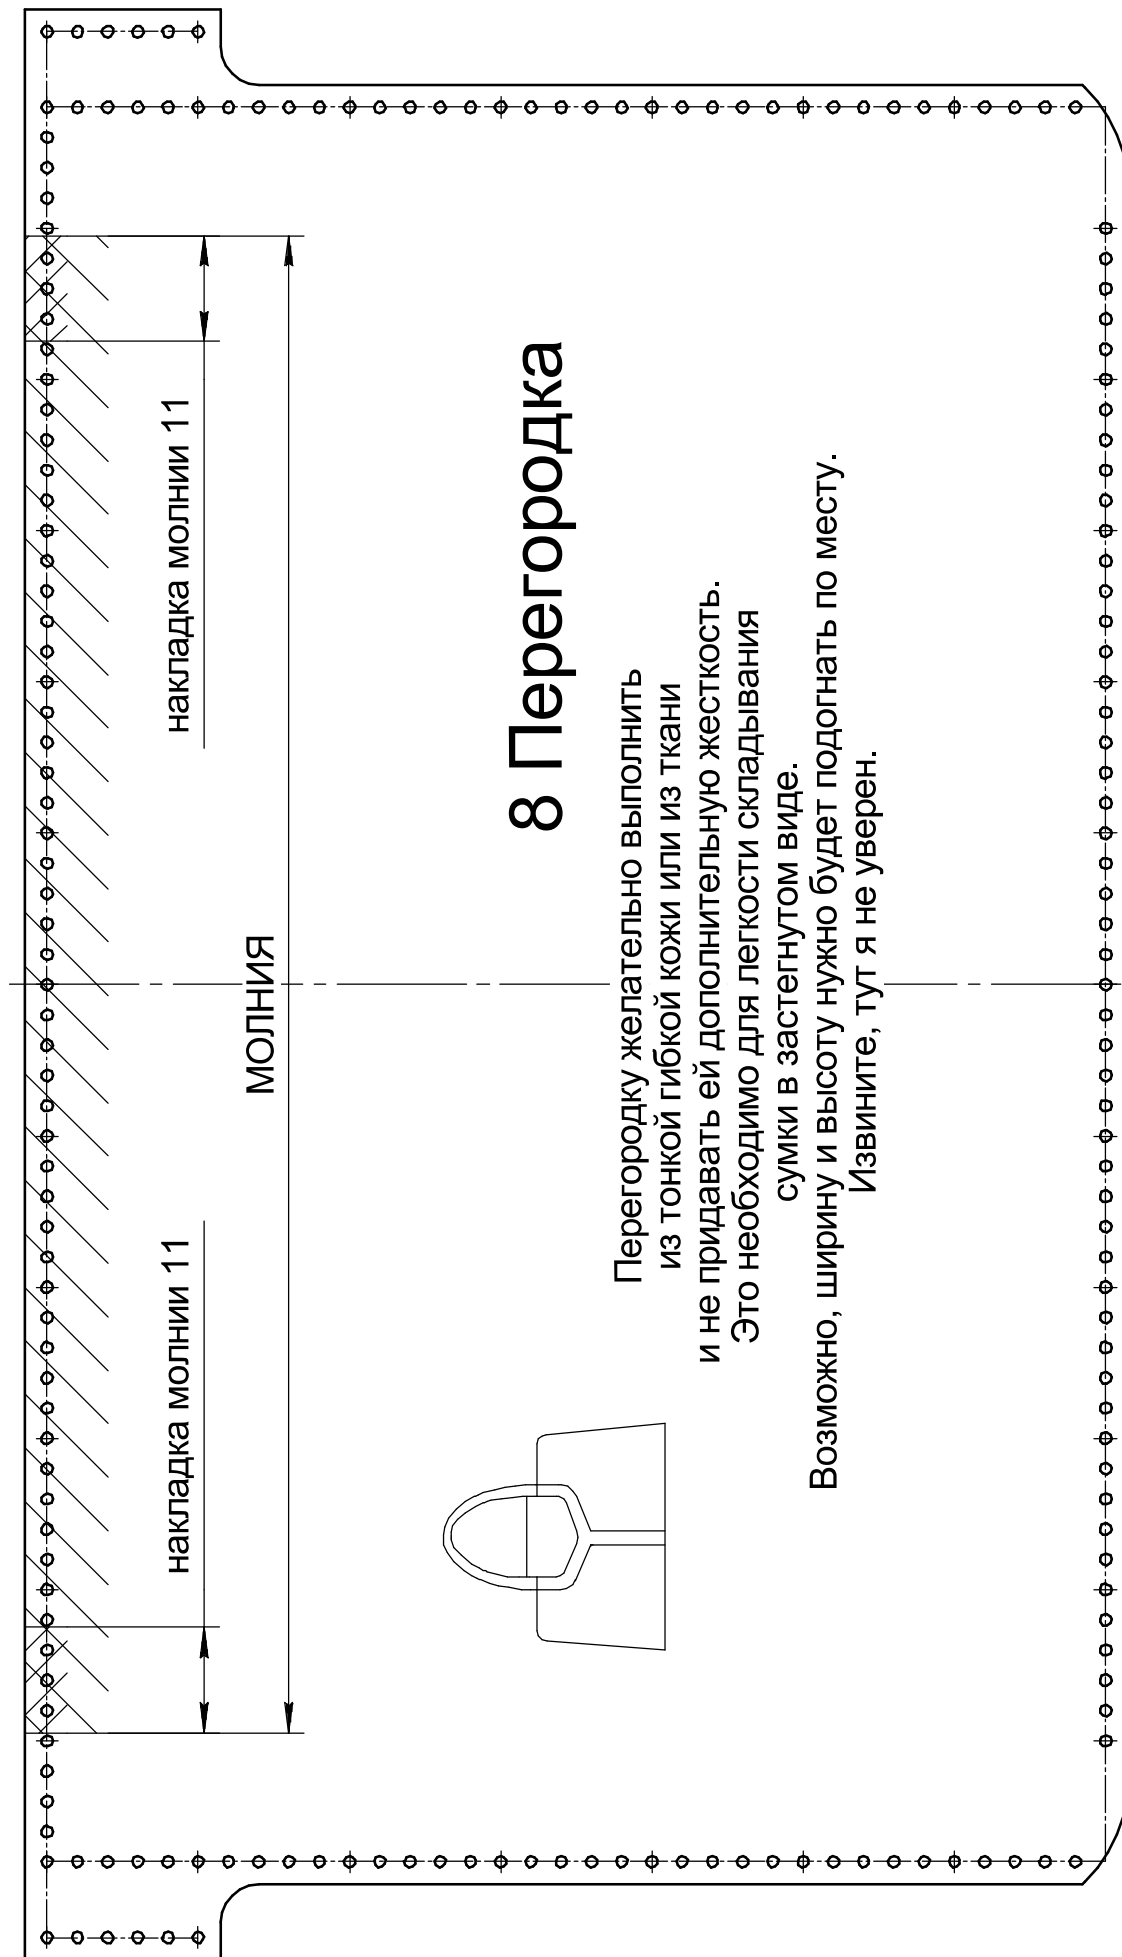 накладка молнии 11
накладка молнии 11
МОЛНИЯ
8 Перегородка
Перегородку желательно выполнить
из тонкой гибкой кожи или из ткани
и не придавать ей дополнительную жесткость.
Это необходимо для легкости складывания
сумки в застегнутом виде.
Возможно, ширину и высоту нужно будет подогнать по месту.
Извините, тут я не уверен.